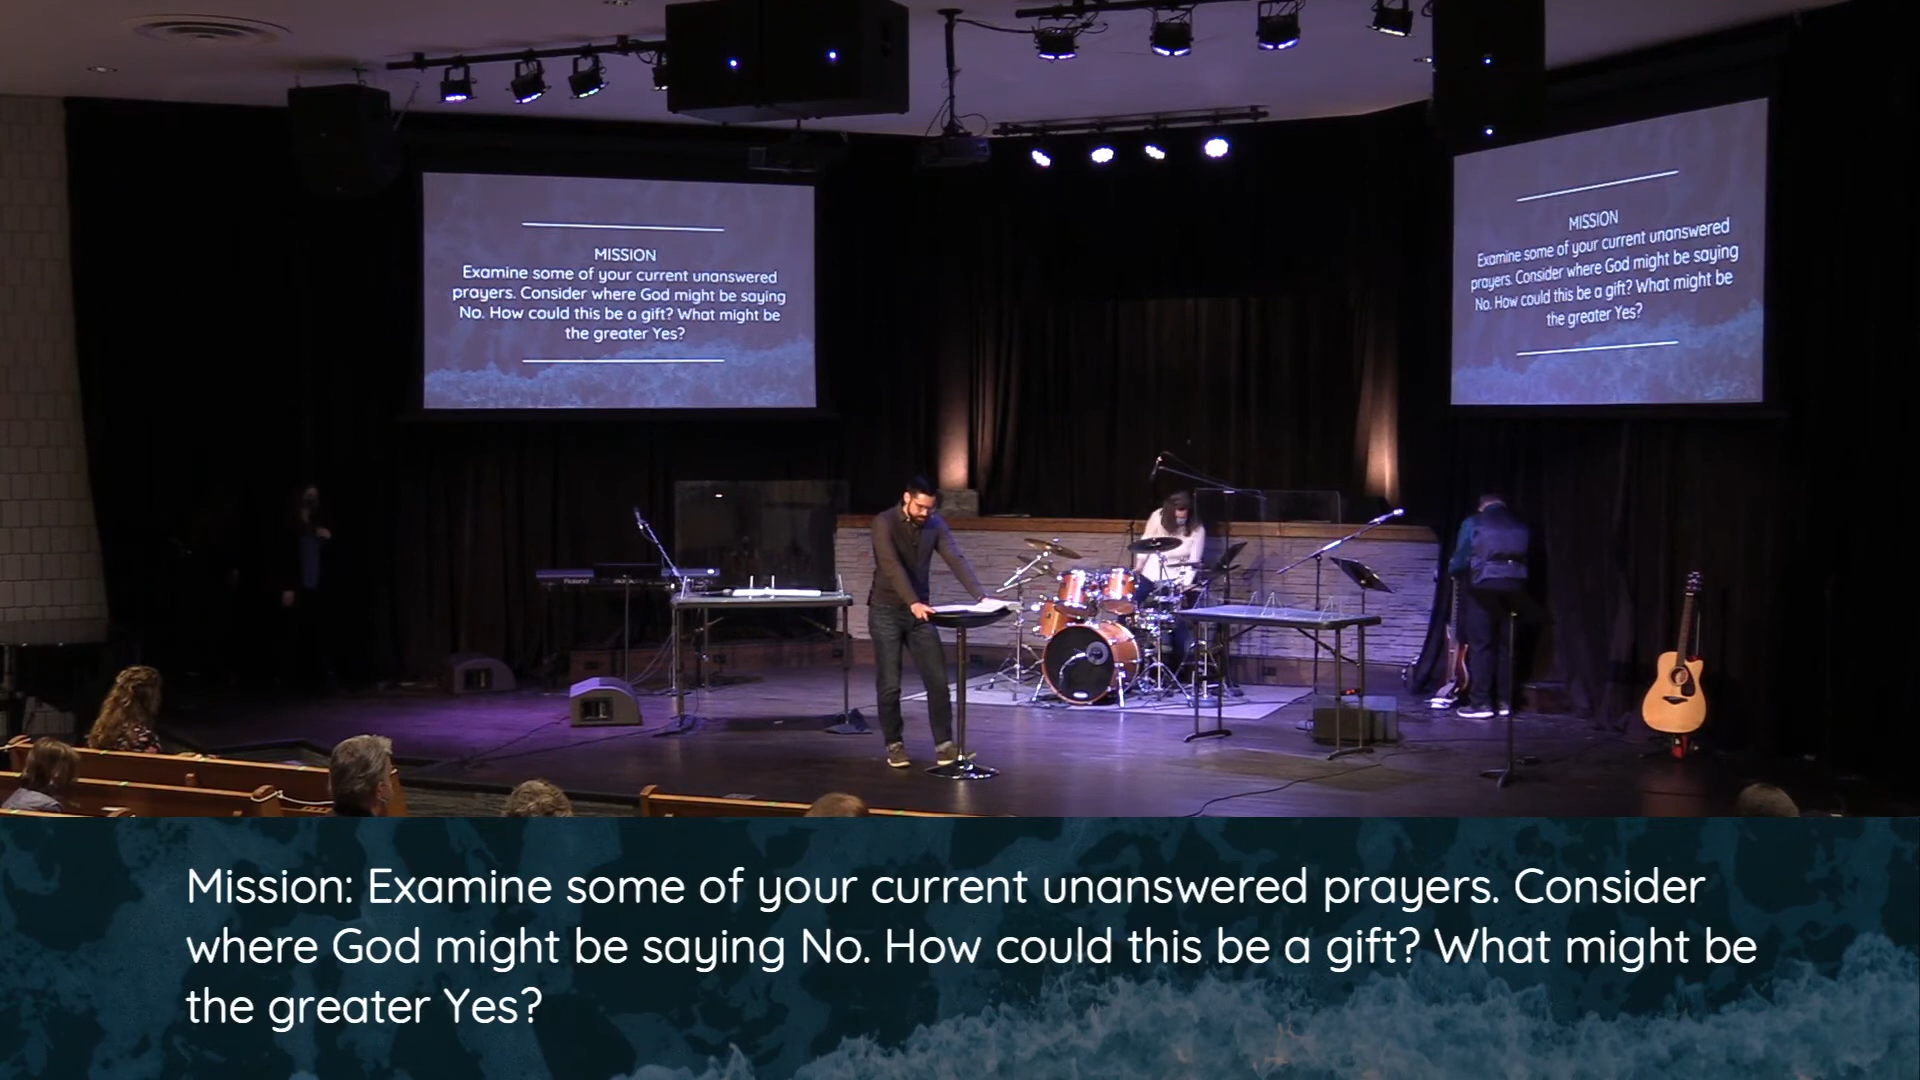 MISSION
Examine some of your current unanswered
prayers. Consider where God might be saying
No. How could this be a gift? What might be
the greater Yes?
MISSION
Examine some of your current unanswered
prayers. Consider where God might be saying
No. How could this be a gift? What might be
the greater Yes?
Roland
Mission: Examine some of your current unanswered prayers. Consider
where God might be saying No. How could this be a gift? What might be
the greater Yes?